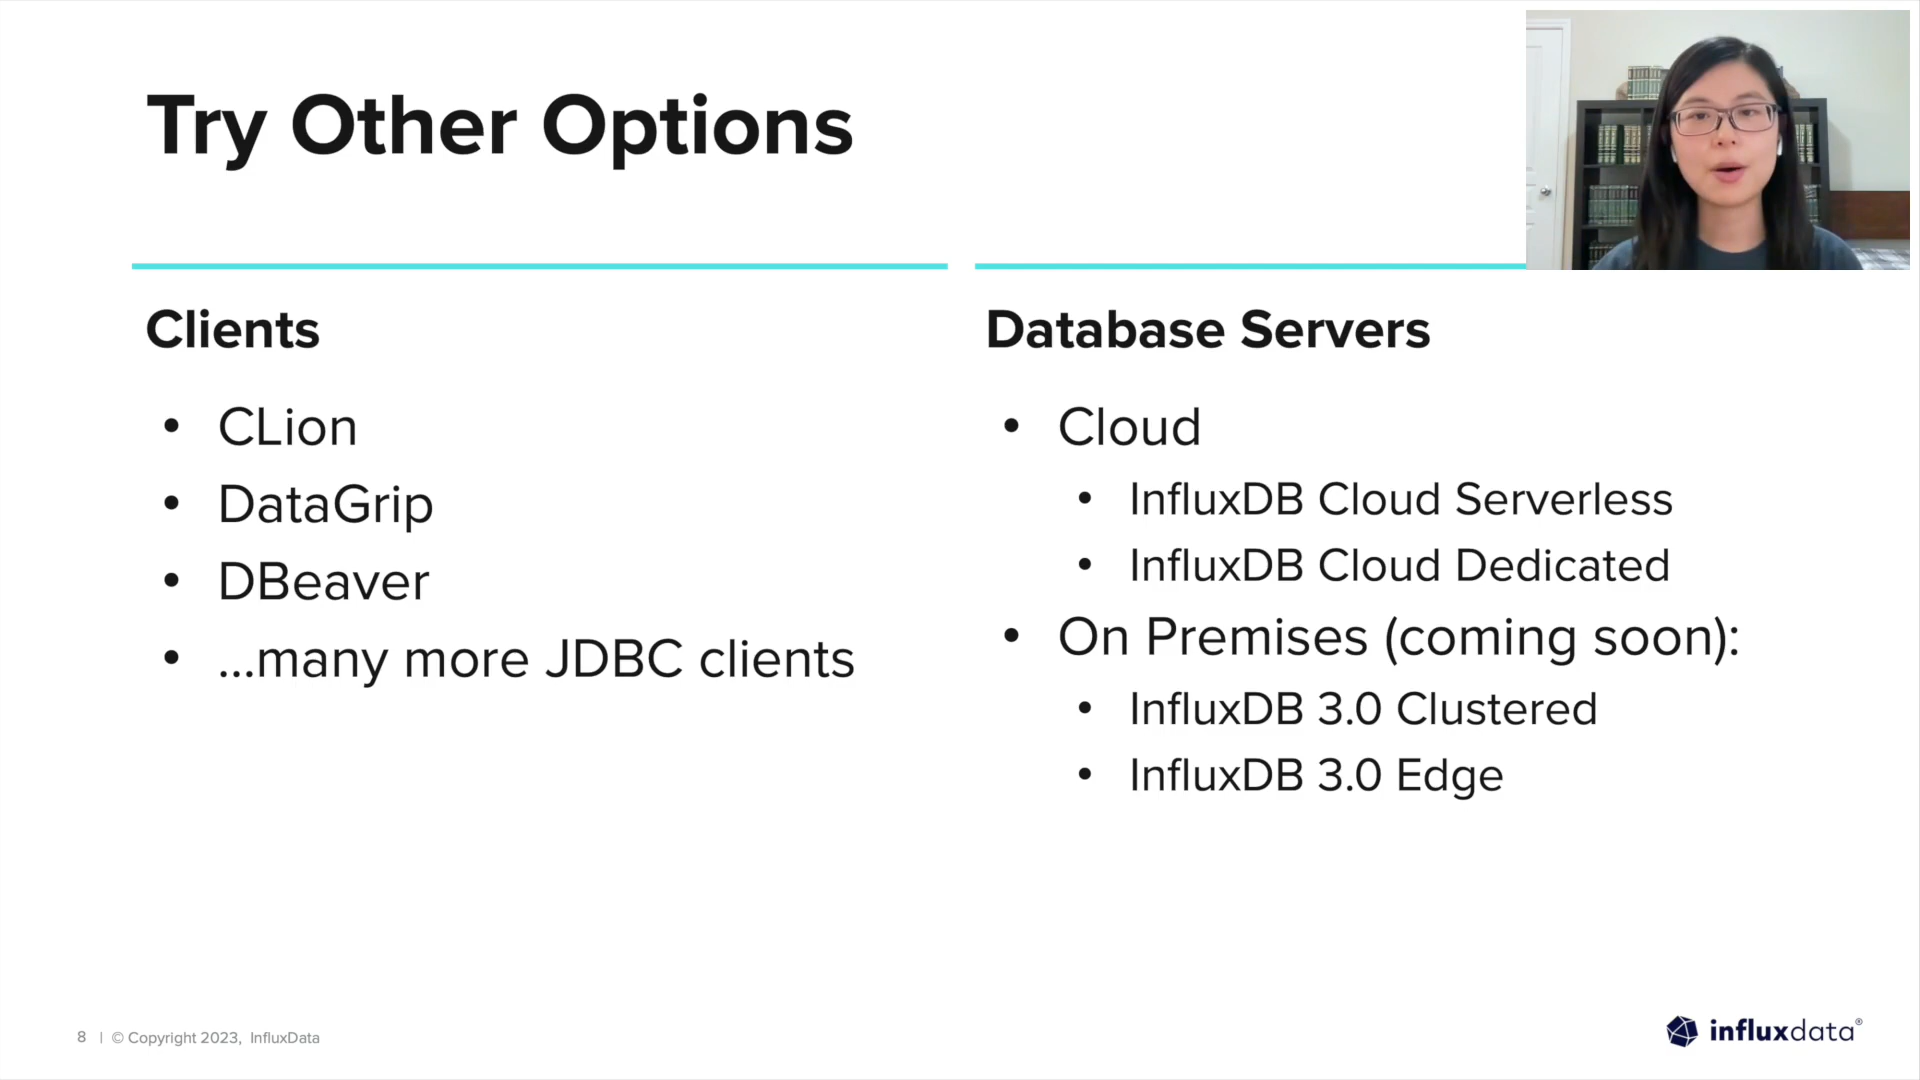 Try Other Options
Clients
• CLion
• DataGrip
• DBeaver
• ...many more JDBC clients
Database Servers
• Cloud
• InfluxDB Cloud Serverless
• InfluxDB Cloud Dedicated
• On Premises (coming soon):
• InfluxDB 3.0 Clustered
• InfluxDB 3.0 Edge
8 | © Copyright 2023, InfluxData
influxdata®